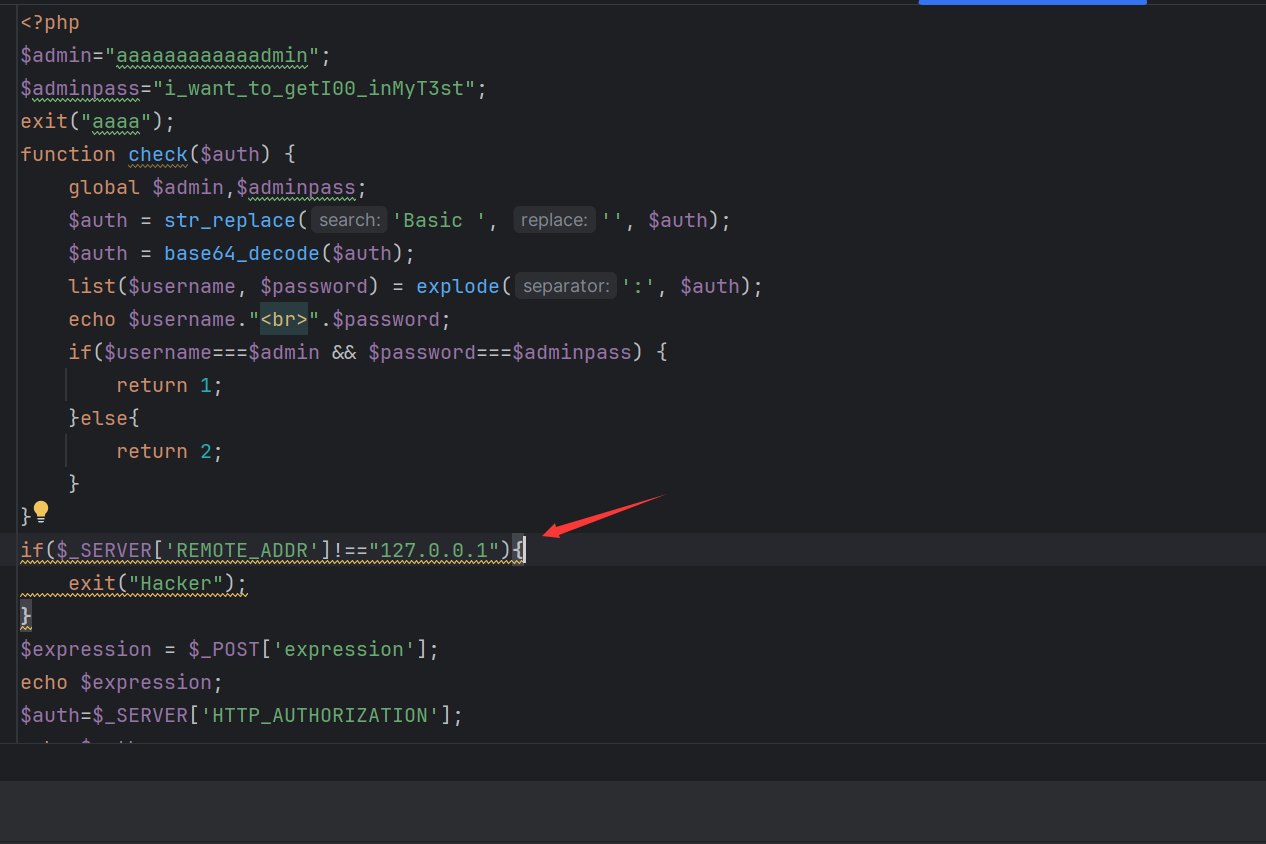 <?php
$admin="aaaaaaaaaaaadmin";
$adminpass="i_want_to_getI00_inMyT3st";
exit("aaaa");
function check($auth) {
    global $admin,$adminpass;
    $auth = str_replace( search: 'Basic ', replace: '', $auth);
    $auth = base64_decode($auth);
    list($username, $password) = explode( separator: ':', $auth);
    echo $username."<br>".$password;
    if($username===$admin && $password===$adminpass) {
        return 1;
    }else{
        return 2;
    }
}
if($_SERVER['REMOTE_ADDR']!=="127.0.0.1"){
    exit("Hacker");
}
$expression = $_POST['expression'];
echo $expression;
$auth=$_SERVER['HTTP_AUTHORIZATION'];